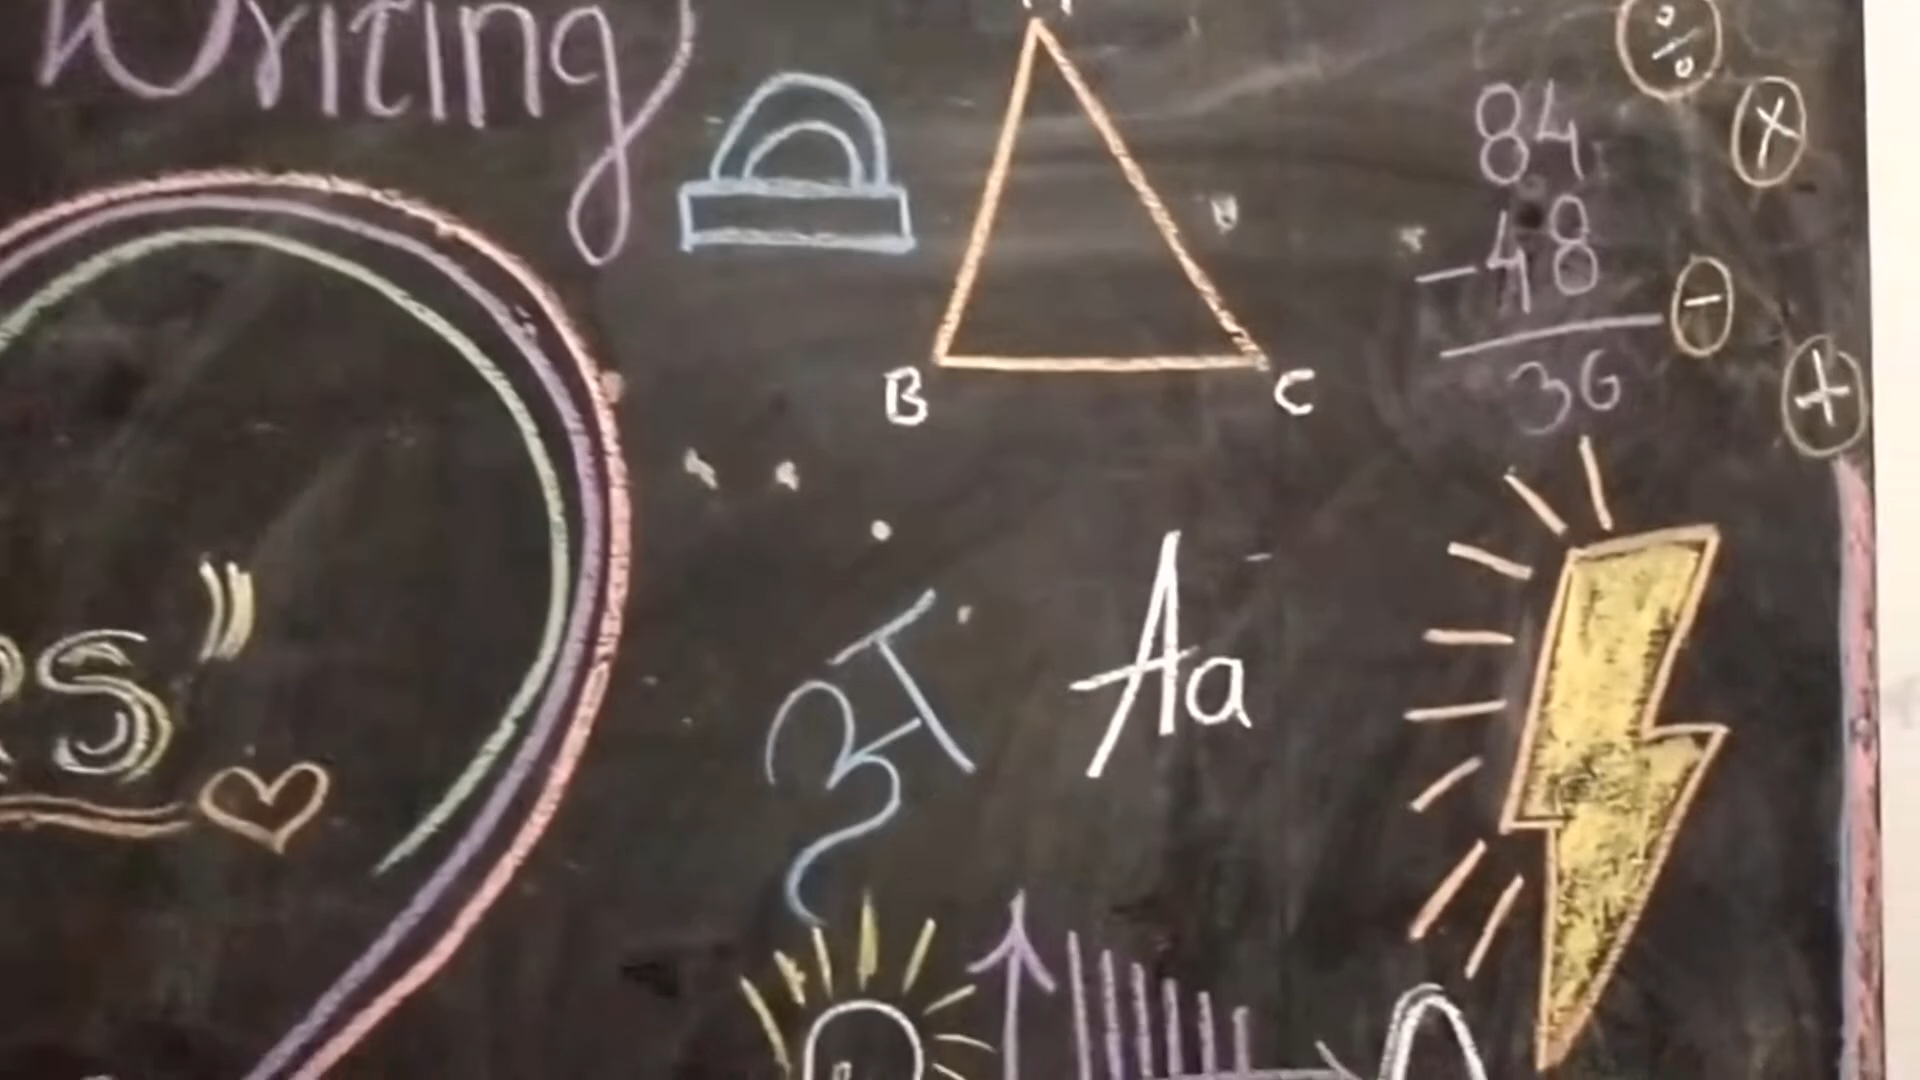 Writing
%
×
84
- 48
36
-
+
B C
"
अ Aa